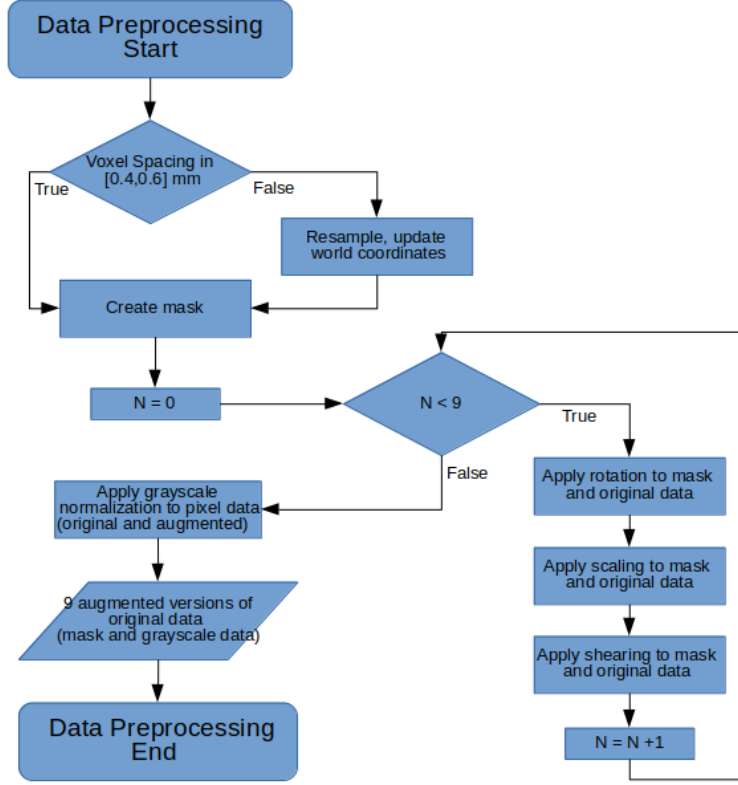 Data Preprocessing
Start
Voxel Spacing in
[0.4,0.6] mm
True
False
Resample, update
world coordinates
Create mask
N = 0
N < 9
True
False
Apply rotation to mask
and original data
Apply grayscale
normalization to pixel data
(original and augmented)
Apply scaling to mask
and original data
9 augmented versions of
original data
(mask and grayscale data)
Apply shearing to mask
and original data
N = N +1
Data Preprocessing
End